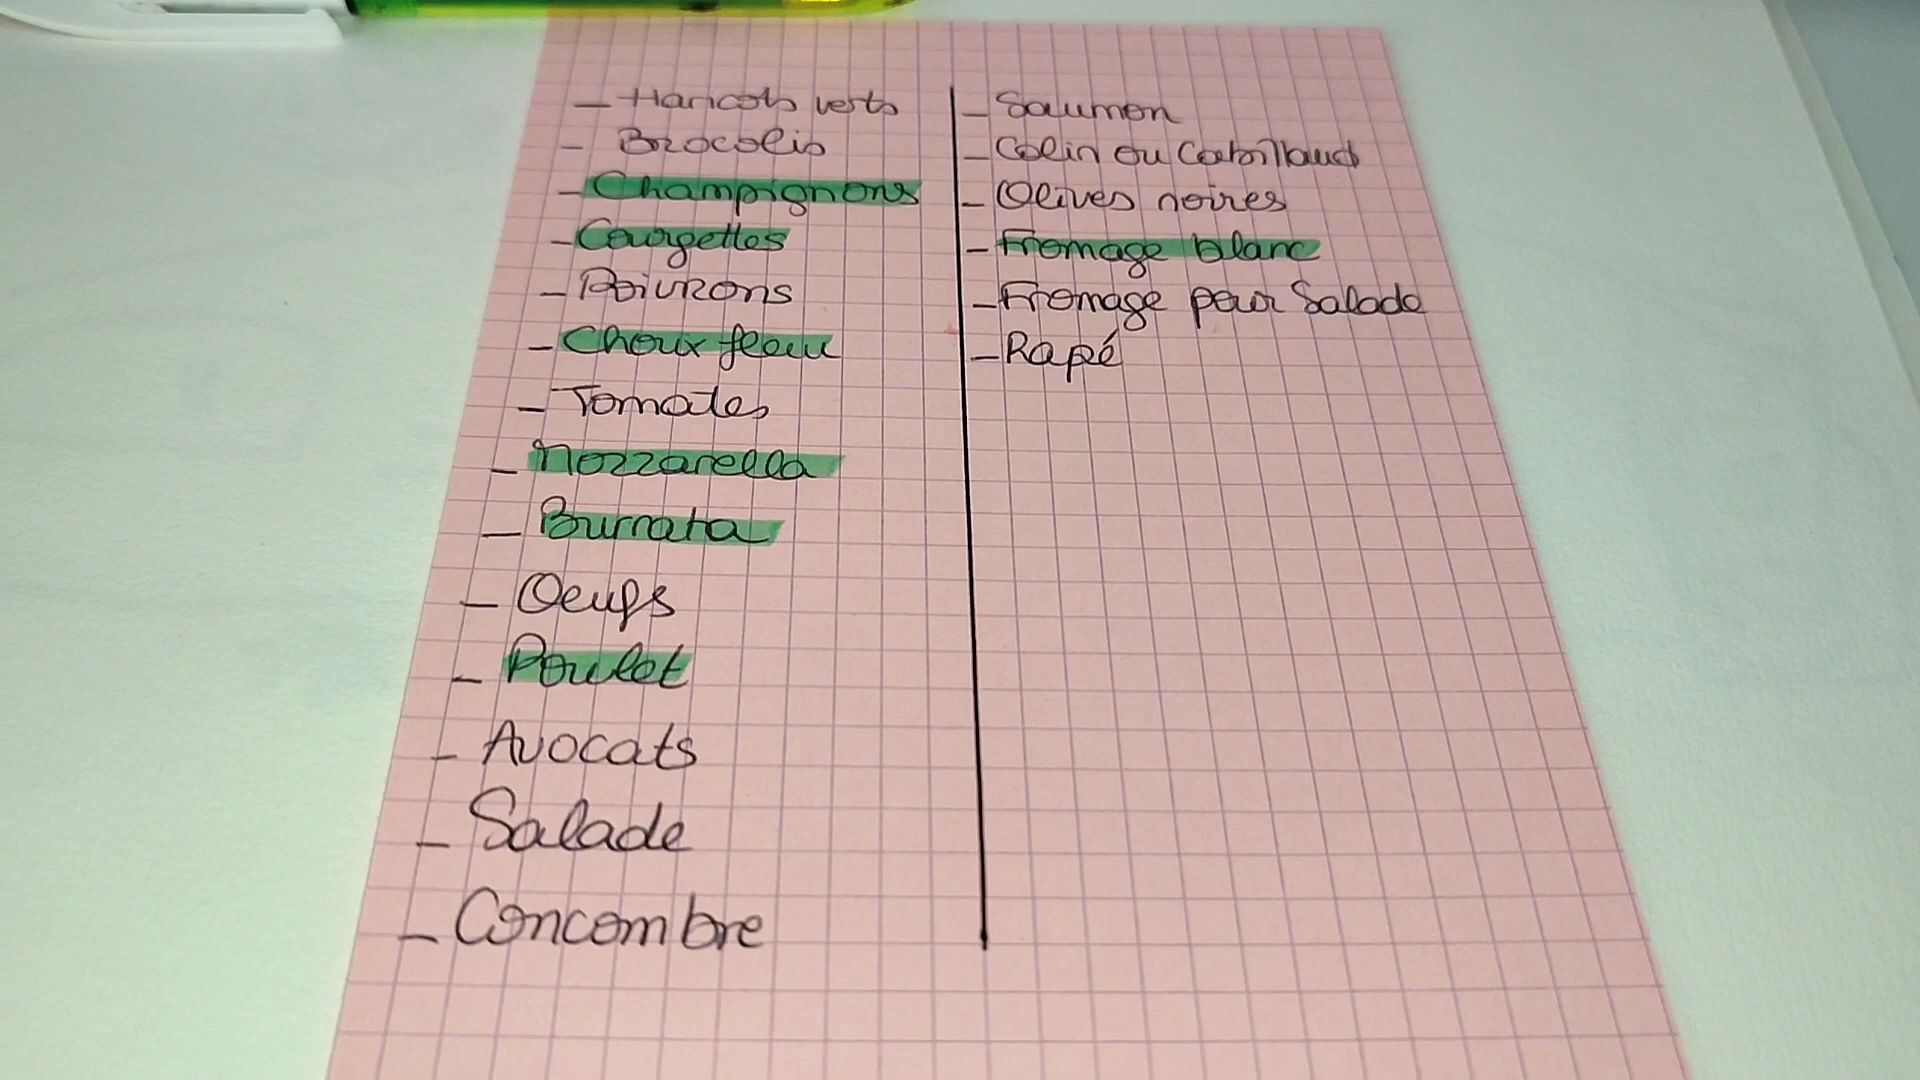 - Haricots verts
- Brocolis
- Champignons
- Courgettes
- Poivrons
- Choux fleur
- Tomates
- Mozzarella
- Burrata
- Oeufs
- Poulet
- Avocats
- Salade
- Concombre
- Saumon
- Colin ou Cabillaud
- Olives noires
- Fromage blanc
- Fromage pour Salade
- Rapé